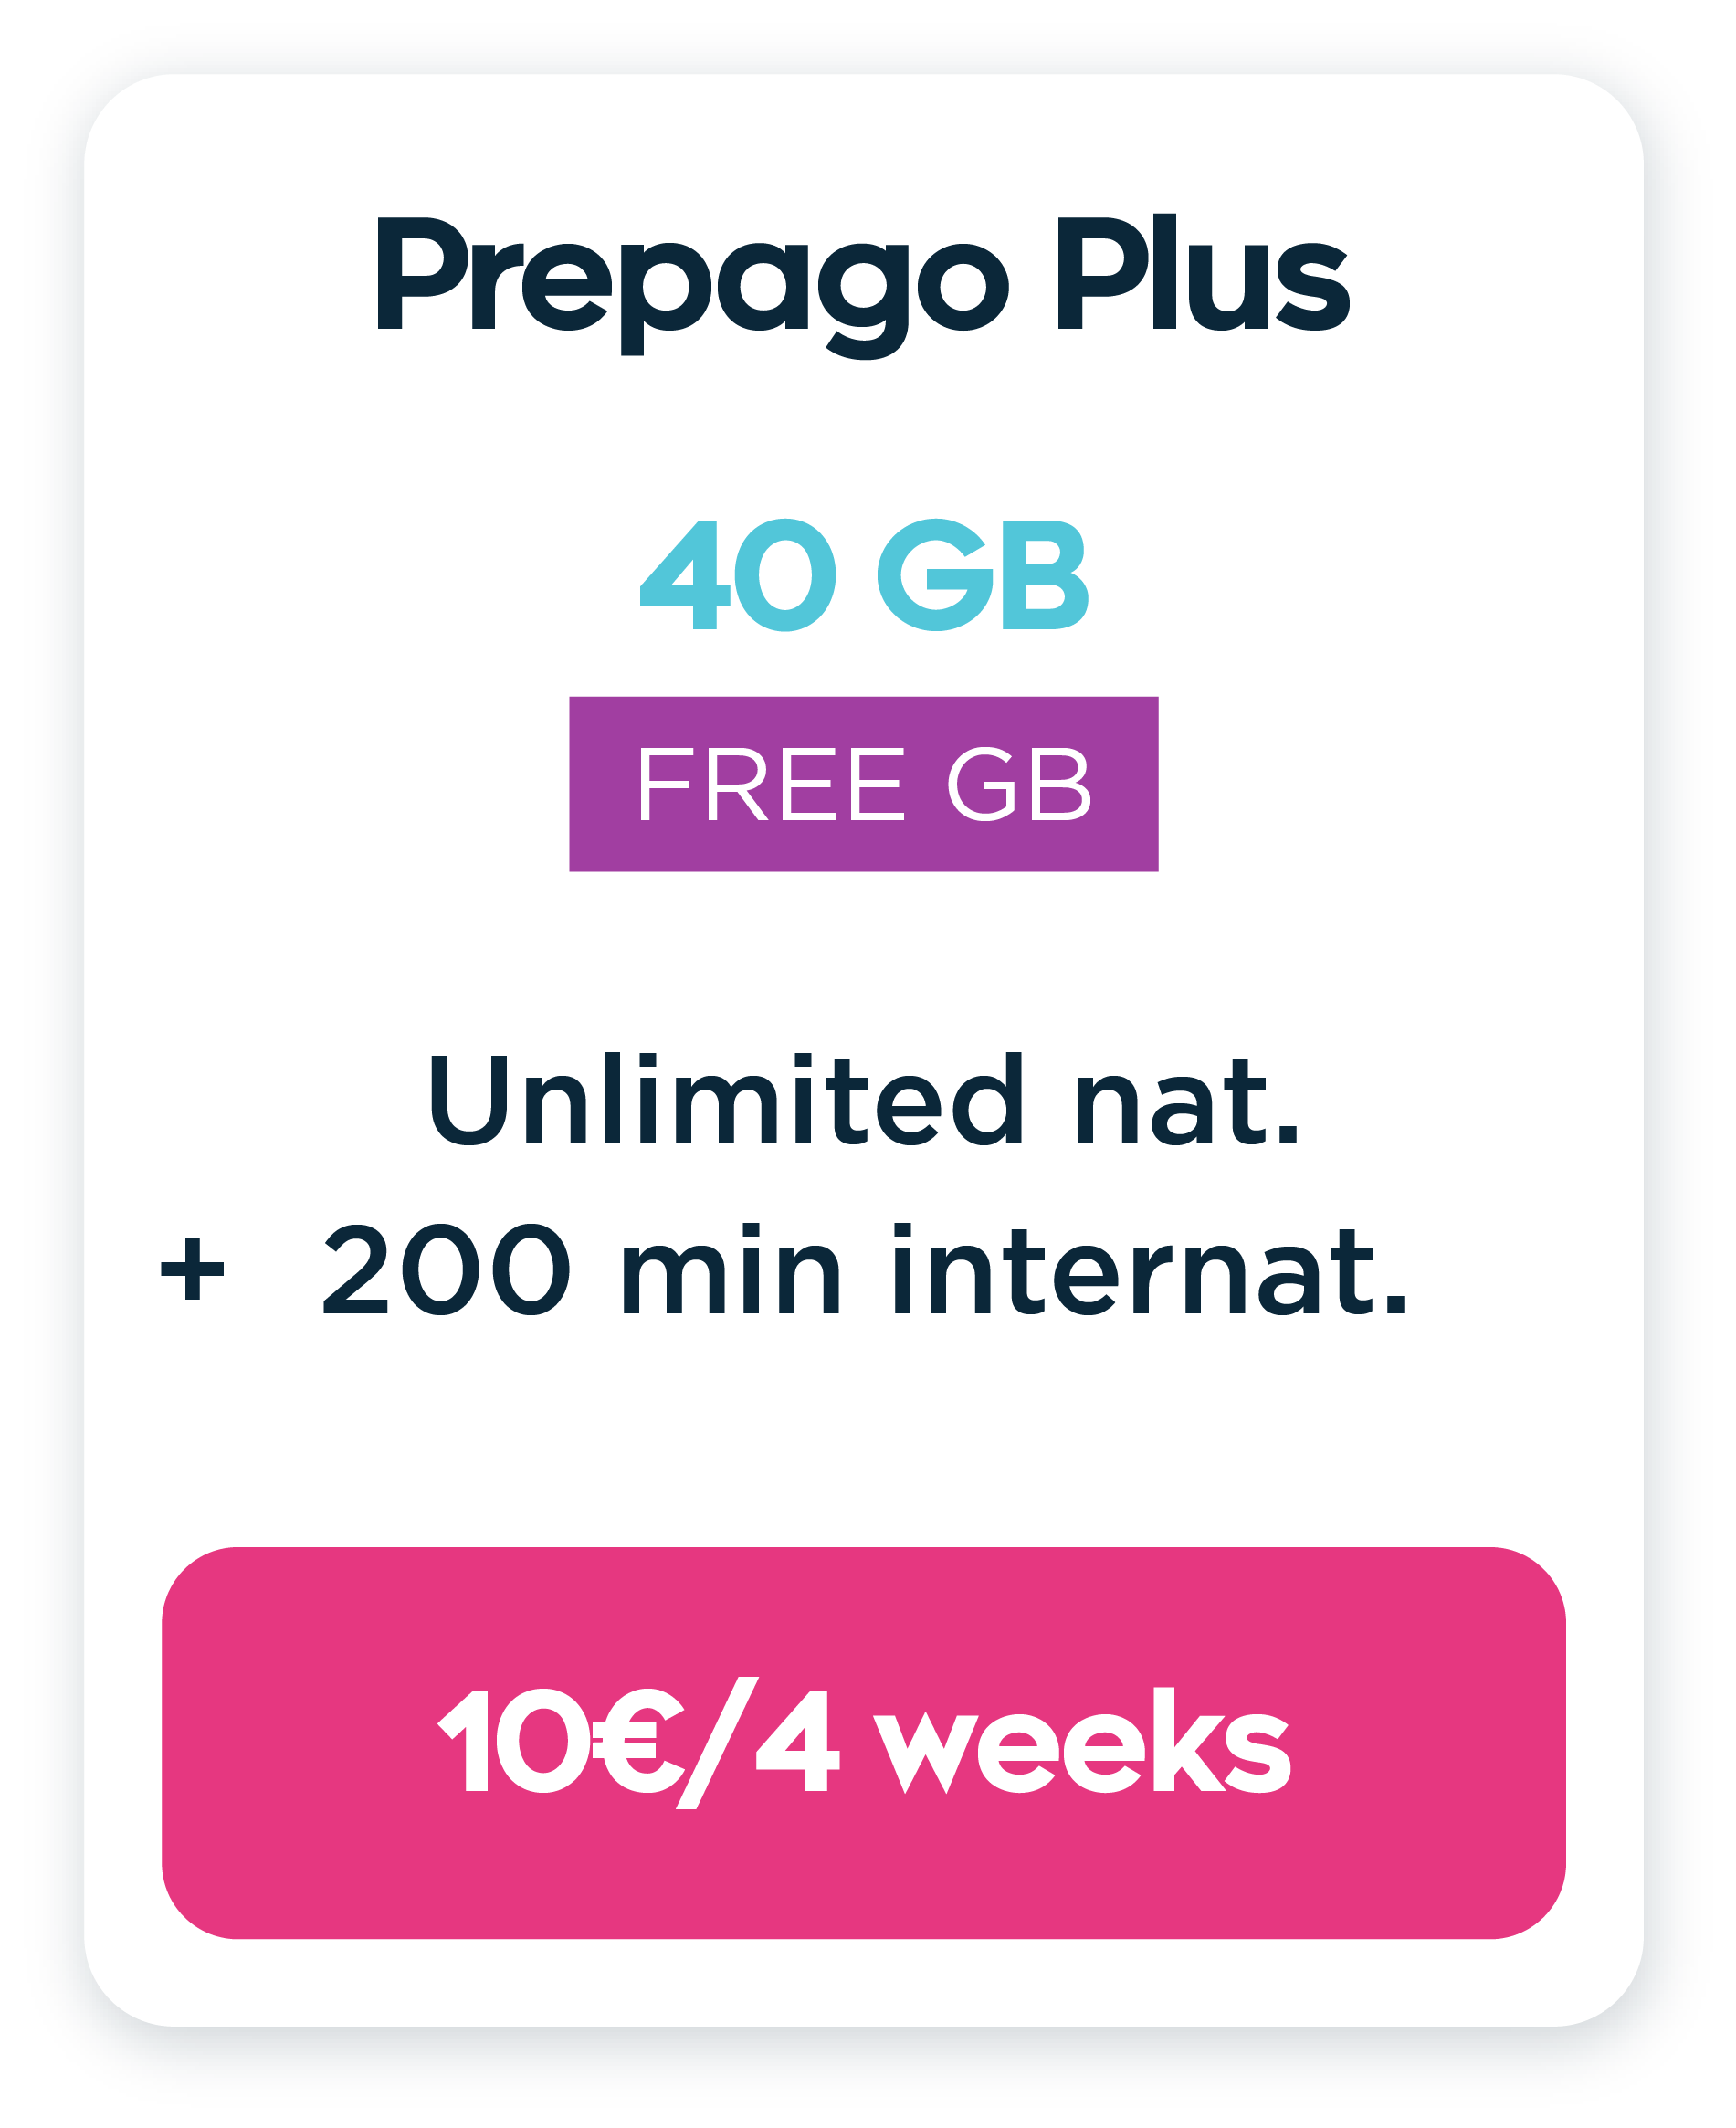 Prepago Plus
40 GB
FREE GB
Unlimited nat.
+ 200 min internat.
10€/4 weeks